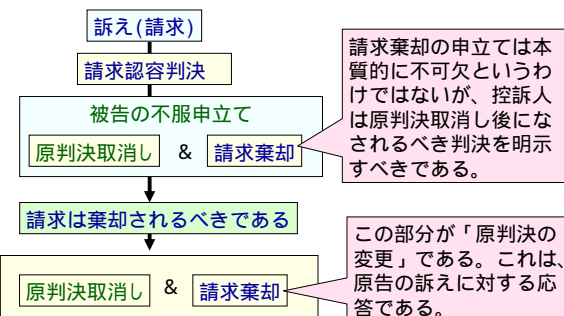 訴え(請求)
請求認容判決
被告の不服申立て
原判決取消し & 請求棄却
請求棄却の申立ては本
質的に不可欠というわ
けではないが、控訴人
は原判決取消し後にな
されるべき判決を明示
すべきである。
請求は棄却されるべきである
原判決取消し & 請求棄却
この部分が「原判決の
変更」である。これは、
原告の訴えに対する応
答である。